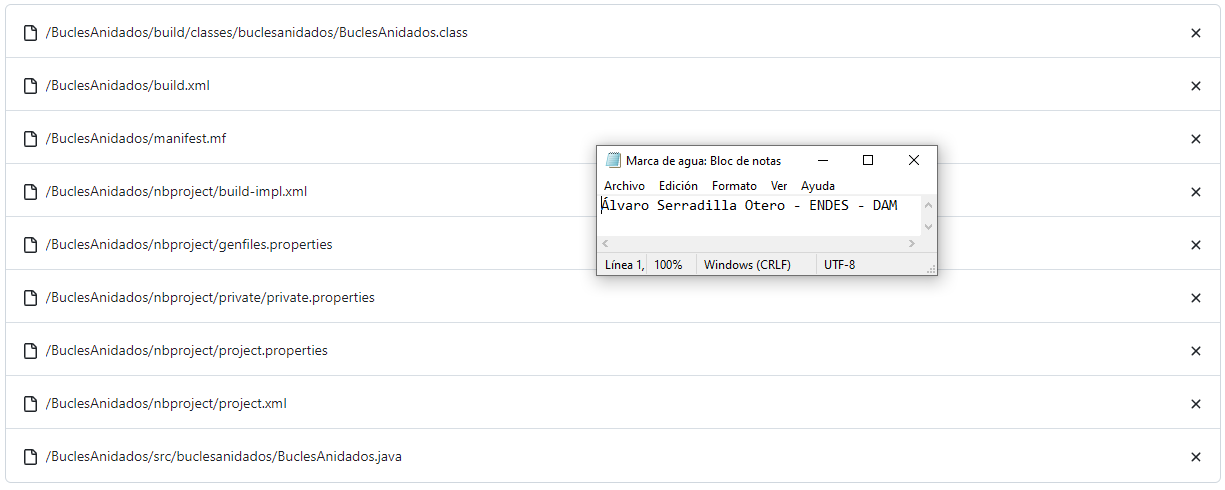 /BuclesAnidados/build/classes/buclesanidados/BuclesAnidados.class
/BuclesAnidados/build.xml
/BuclesAnidados/manifest.mf
/BuclesAnidados/nbproject/build-impl.xml
/BuclesAnidados/nbproject/genfiles.properties
/BuclesAnidados/nbproject/private/private.properties
/BuclesAnidados/nbproject/project.properties
/BuclesAnidados/nbproject/project.xml
/BuclesAnidados/src/buclesanidados/BuclesAnidados.java
Marca de agua: Bloc de notas
Archivo Edición Formato Ver Ayuda
Álvaro Serradilla Otero - ENDES - DAM
Línea 1, 100% Windows (CRLF) UTF-8